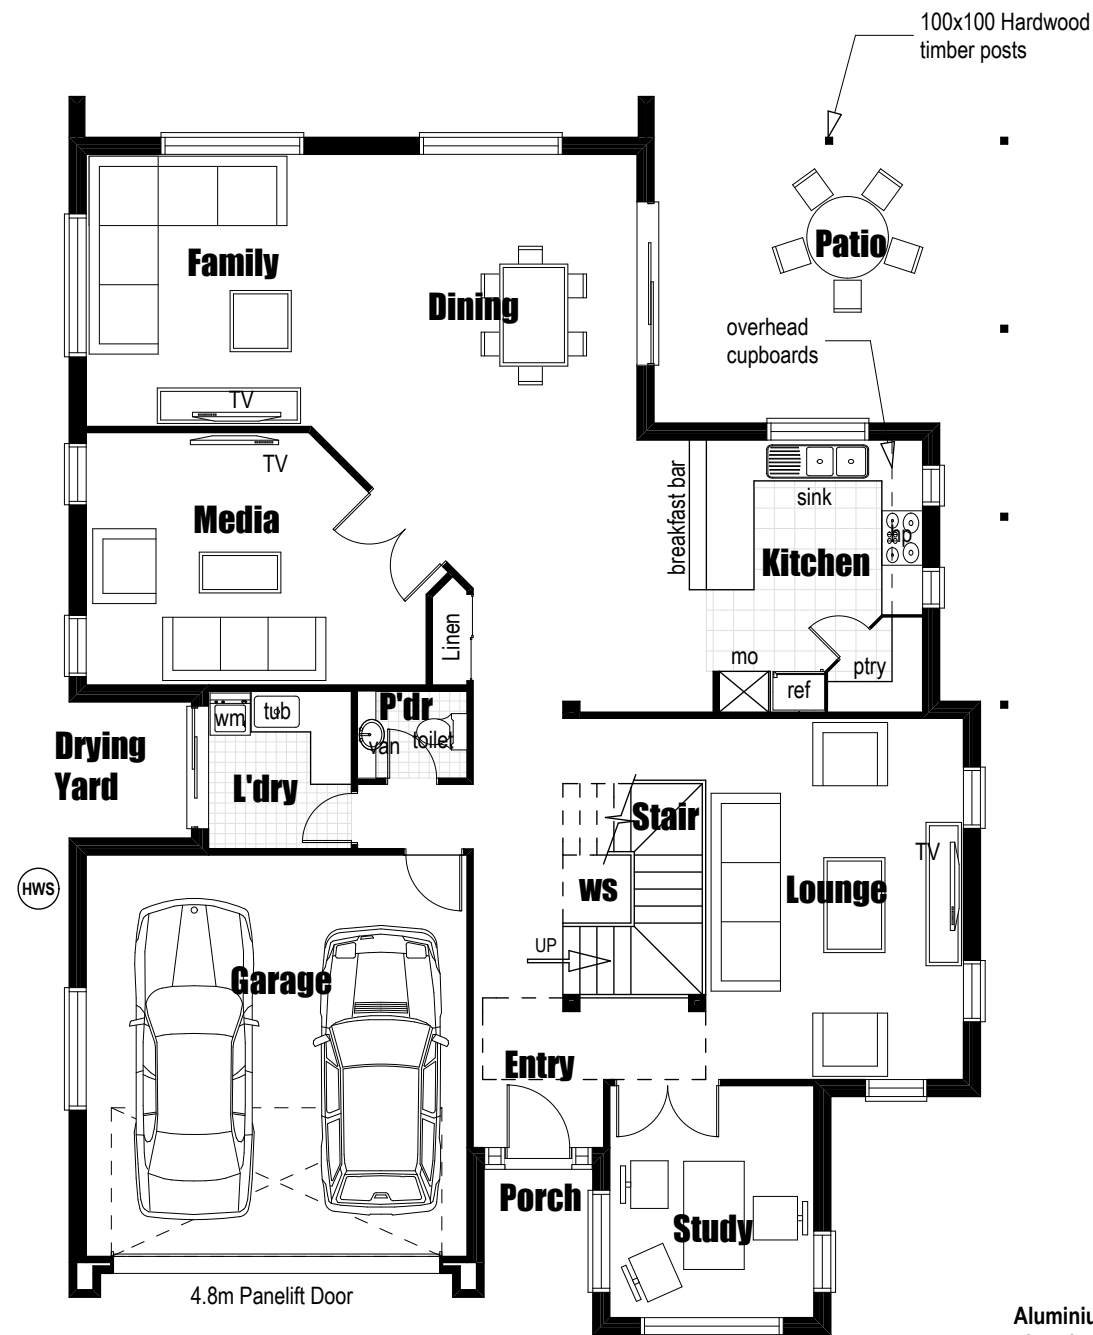 100x100 Hardwood
timber posts
Family
Patio
Dining
overhead
cupboards
TV
TV
breakfast bar
sink
Media
hp
Kitchen
Linen
mo
ptry
ref
P'dr
wm
tub
van
toilet
Drying
Yard
L'dry
Stair
TV
HWS
ws
Lounge
UP
Garage
Entry
Porch
Study
4.8m Panelift Door